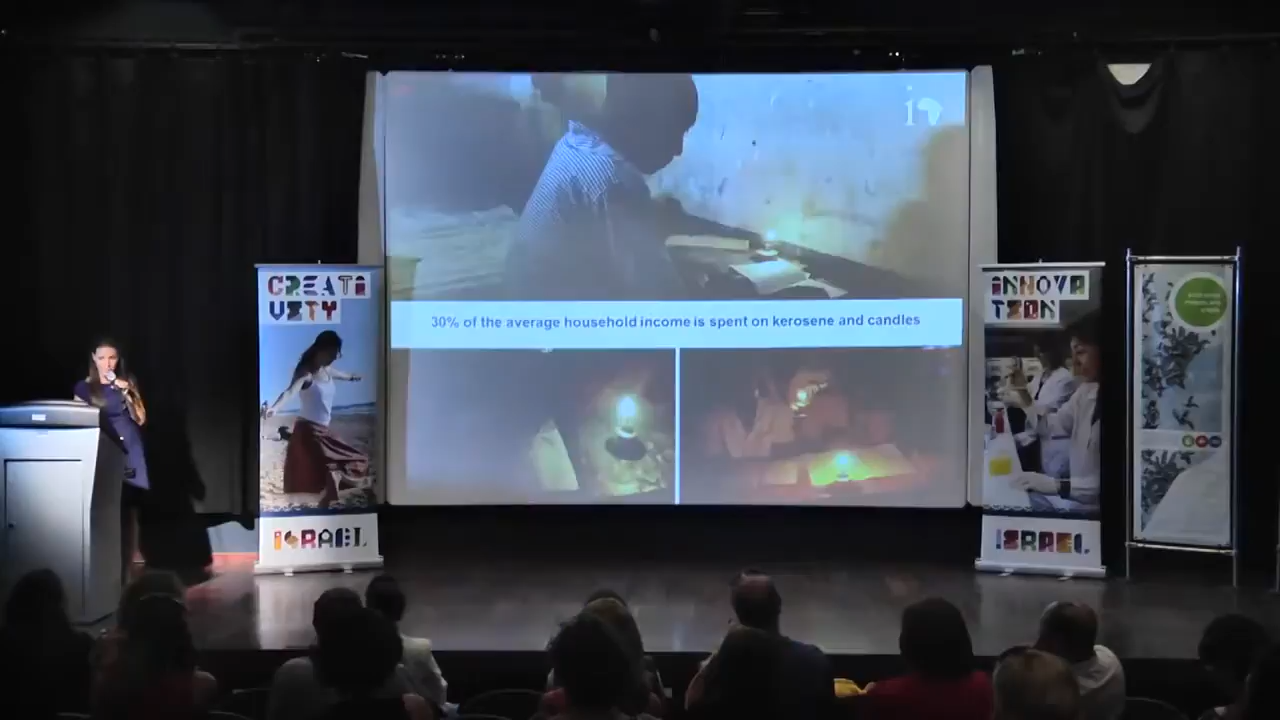 i
30% of the average household income is spent on kerosene and candles
CREATI
VITY
ISRAEL
INNOVA
TION
ISRAEL